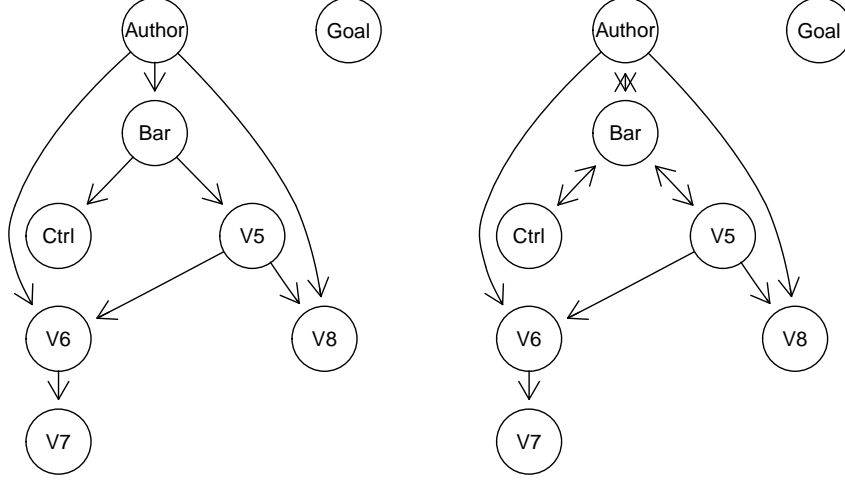 Author Goal Author Goal
Bar Bar
Ctrl V5 Ctrl V5
V6 V8 V6 V8
V7 V7